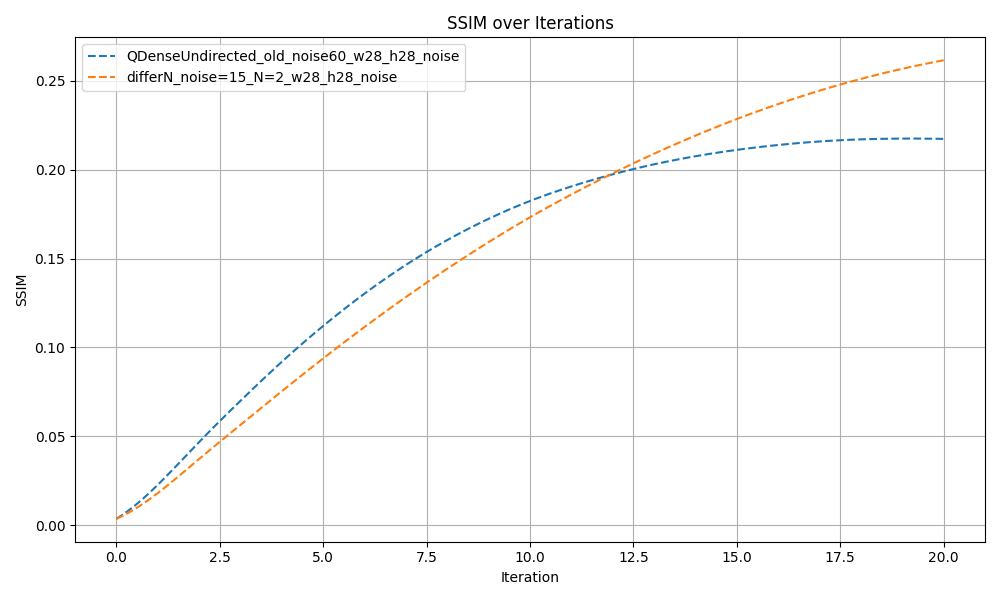 SSIM over Iterations
QDenseUndirected_old_noise60_w28_h28_noise
differN_noise=15_N=2_w28_h28_noise
SSIM
0.25
0.20
0.15
0.10
0.05
0.00
0.0 2.5 5.0 7.5 10.0 12.5 15.0 17.5 20.0
Iteration